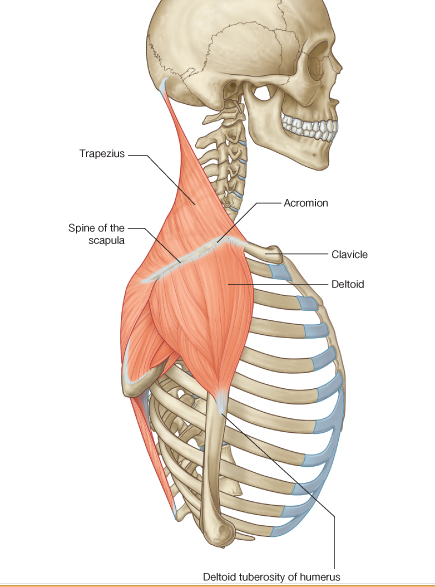 Trapezius
Acromion
Spine of the
scapula
Clavicle
Deltoid
Deltoid tuberosity of humerus